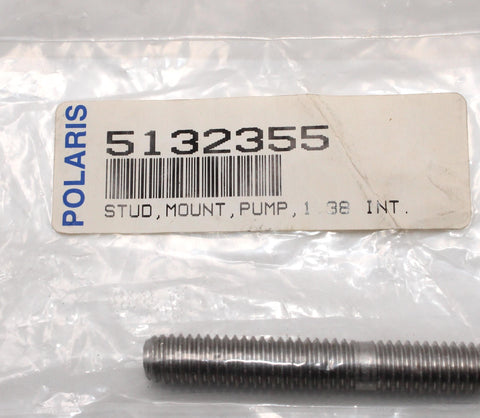 POLARIS
5132355
STUD, MOUNT, PUMP, 1.38 INT.